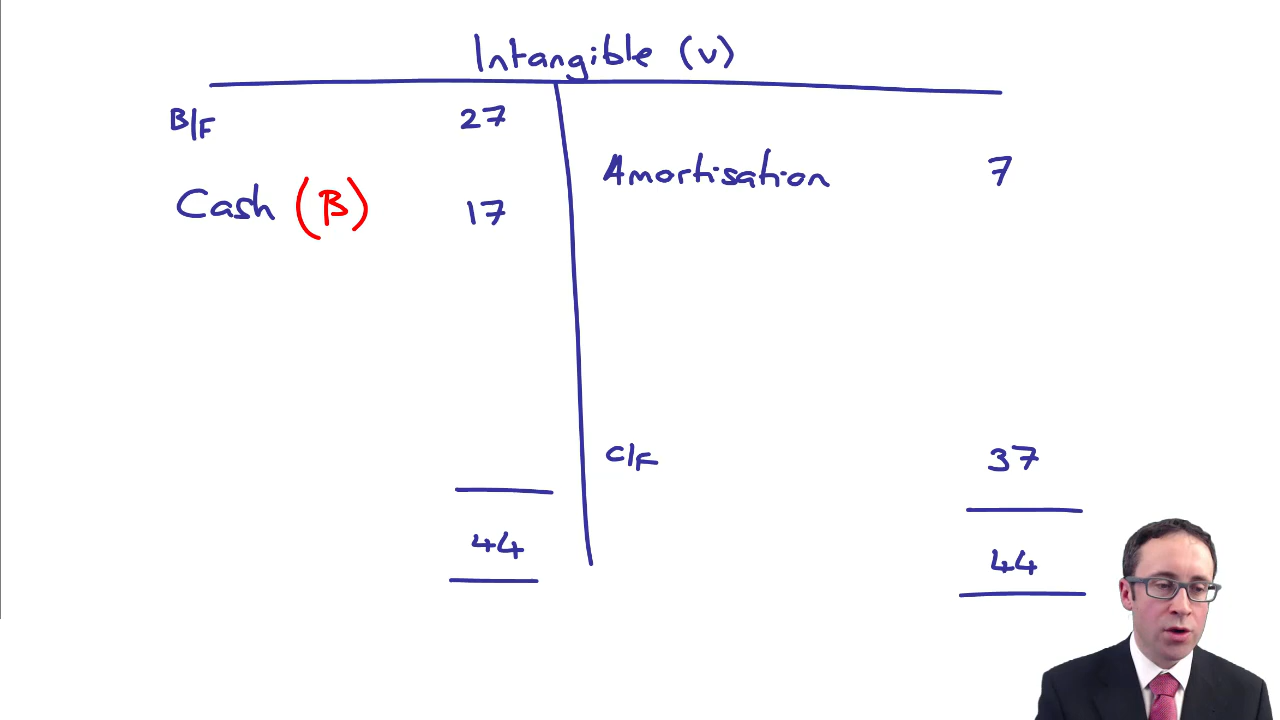 Intangible (v)
B/F 27
Amortisation 7
Cash (B) 17
C/F 37
44
44